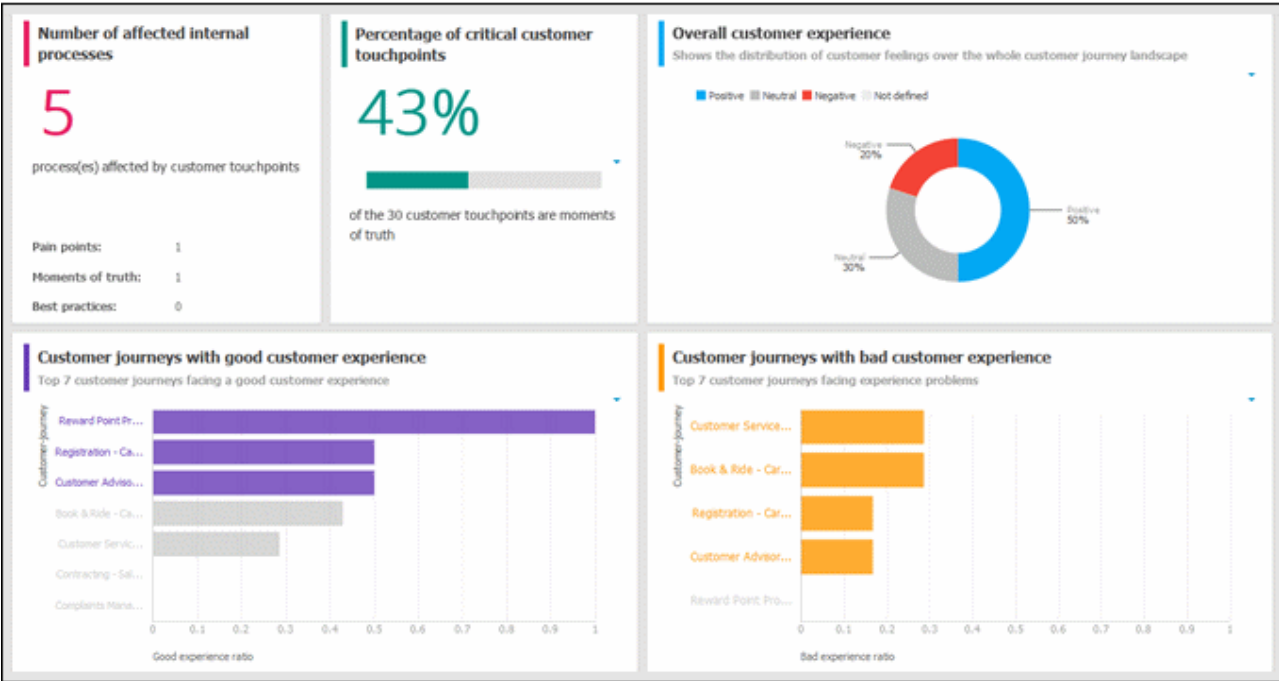 Number of affected internal
processes
5
process(es) affected by customer touchpoints
Pain points: 1
Moments of truth: 1
Best practices: 0
Percentage of critical customer
touchpoints
43%
of the 30 customer touchpoints are moments
of truth
Overall customer experience
Shows the distribution of customer feelings over the whole customer journey landscape
Positive Neutral Negative Not defined
Negative
20%
Positive
50%
Neutral
30%
Customer journeys with good customer experience
Top 7 customer journeys facing a good customer experience
Customer-journey
Reward Point Pr...
Registration - Ca...
Customer Adviso...
Book & Ride - Ca...
Customer Servic...
Contracting - Sal...
Complaints Mana...
0 0.1 0.2 0.3 0.4 0.5 0.6 0.7 0.8 0.9 1
Good experience ratio
Customer journeys with bad customer experience
Top 7 customer journeys facing experience problems
Customer-journey
Customer Service...
Book & Ride - Car...
Registration - Car...
Customer Advisor...
Reward Point Pro...
0 0.1 0.2 0.3 0.4 0.5 0.6 0.7 0.8 0.9 1
Bad experience ratio